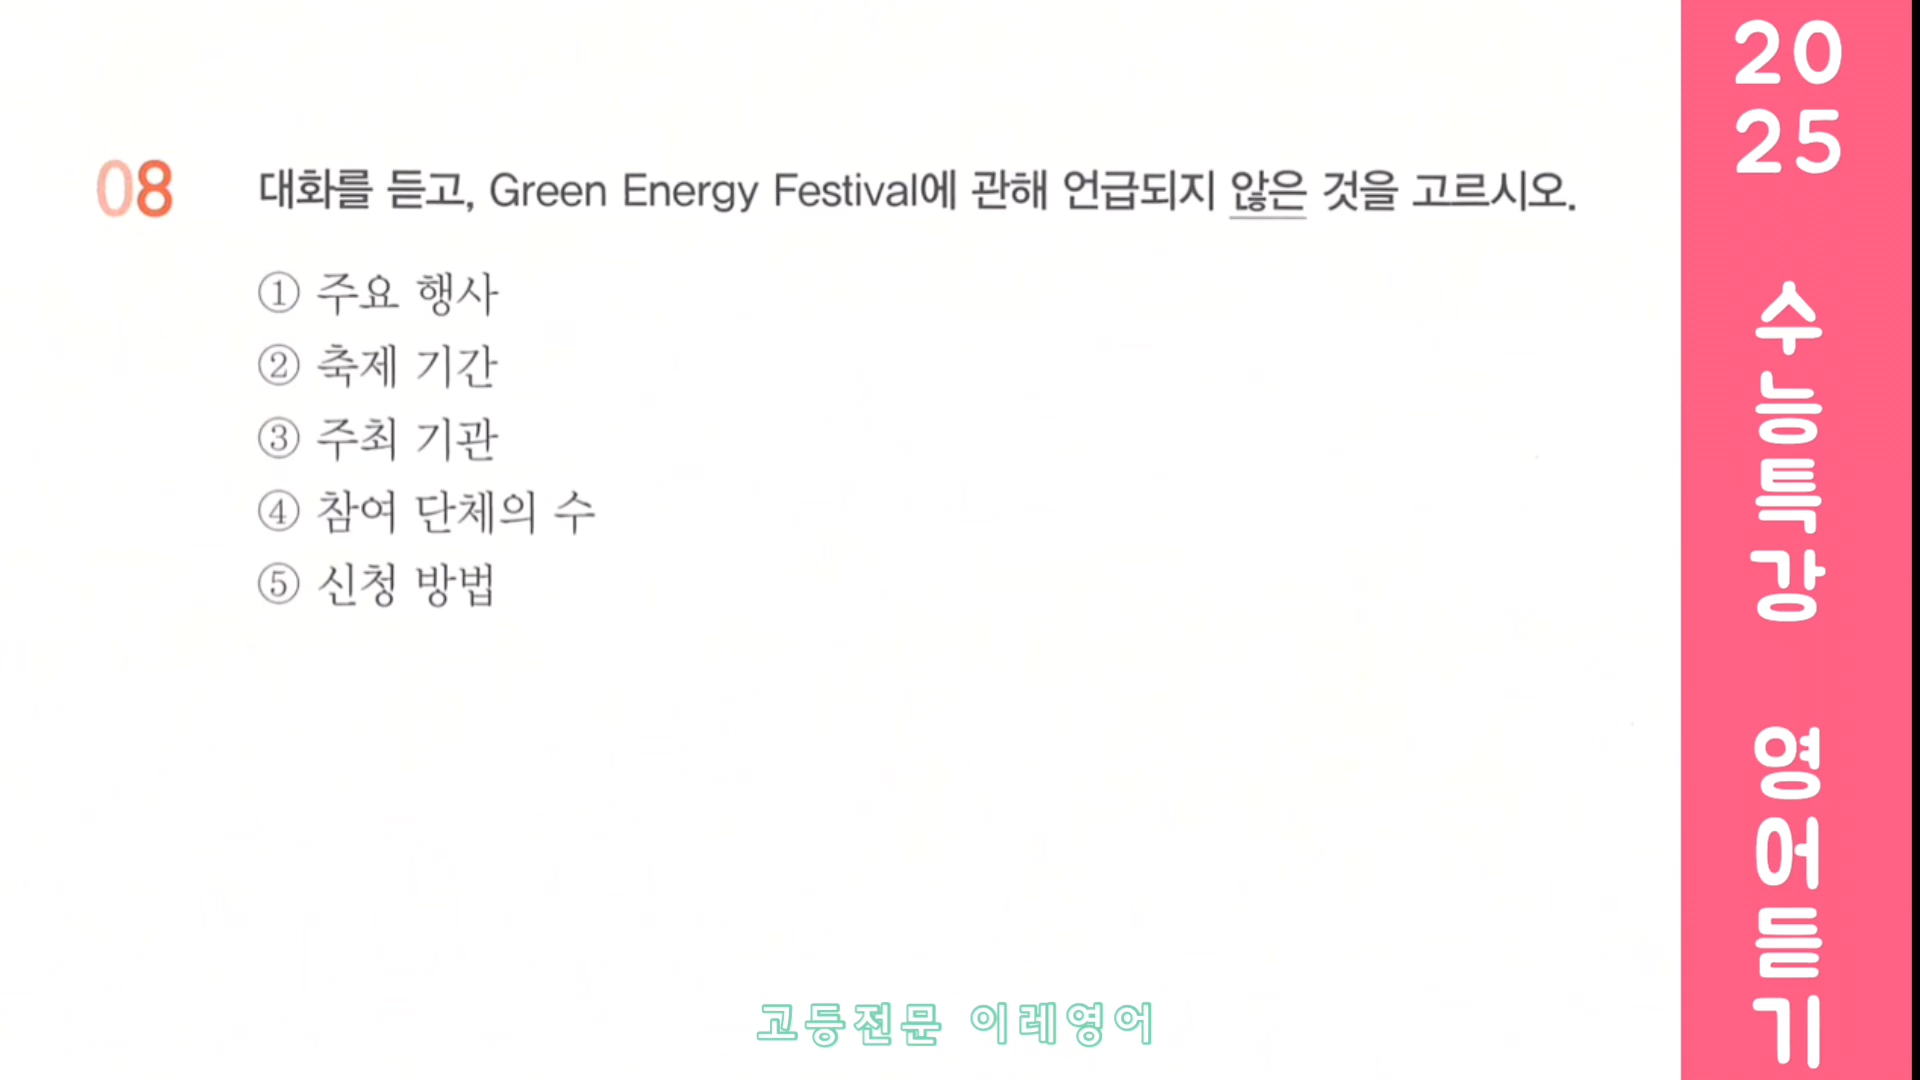 08 대화를 듣고, Green Energy Festival에 관해 언급되지 않은 것을 고르시오.
① 주요 행사
② 축제 기간
③ 주최 기관
④ 참여 단체의 수
⑤ 신청 방법
고등전문 이레영어
2025 수능특강 영어듣기